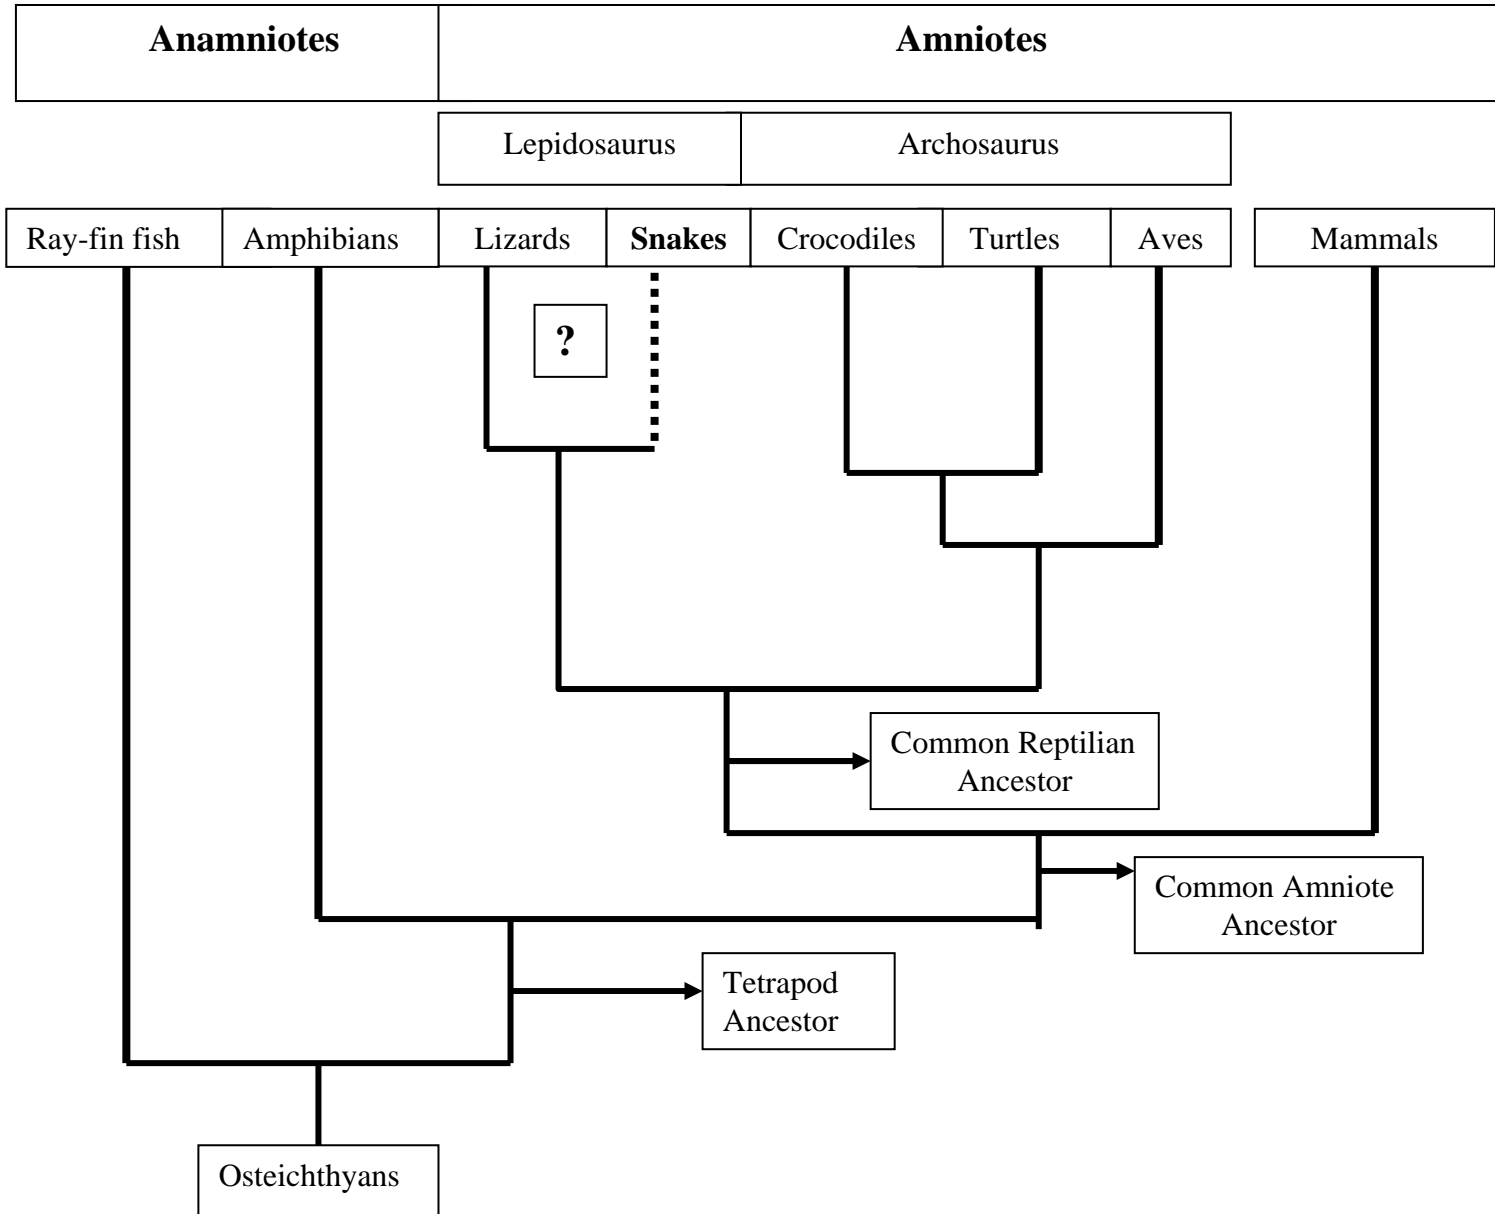 Anamniotes
Amniotes
Lepidosaurus
Archosaurus
Ray-fin fish
Amphibians
Lizards
Snakes
Crocodiles
Turtles
Aves
Mammals
?
Common Reptilian
Ancestor
Common Amniote
Ancestor
Tetrapod
Ancestor
Osteichthyans